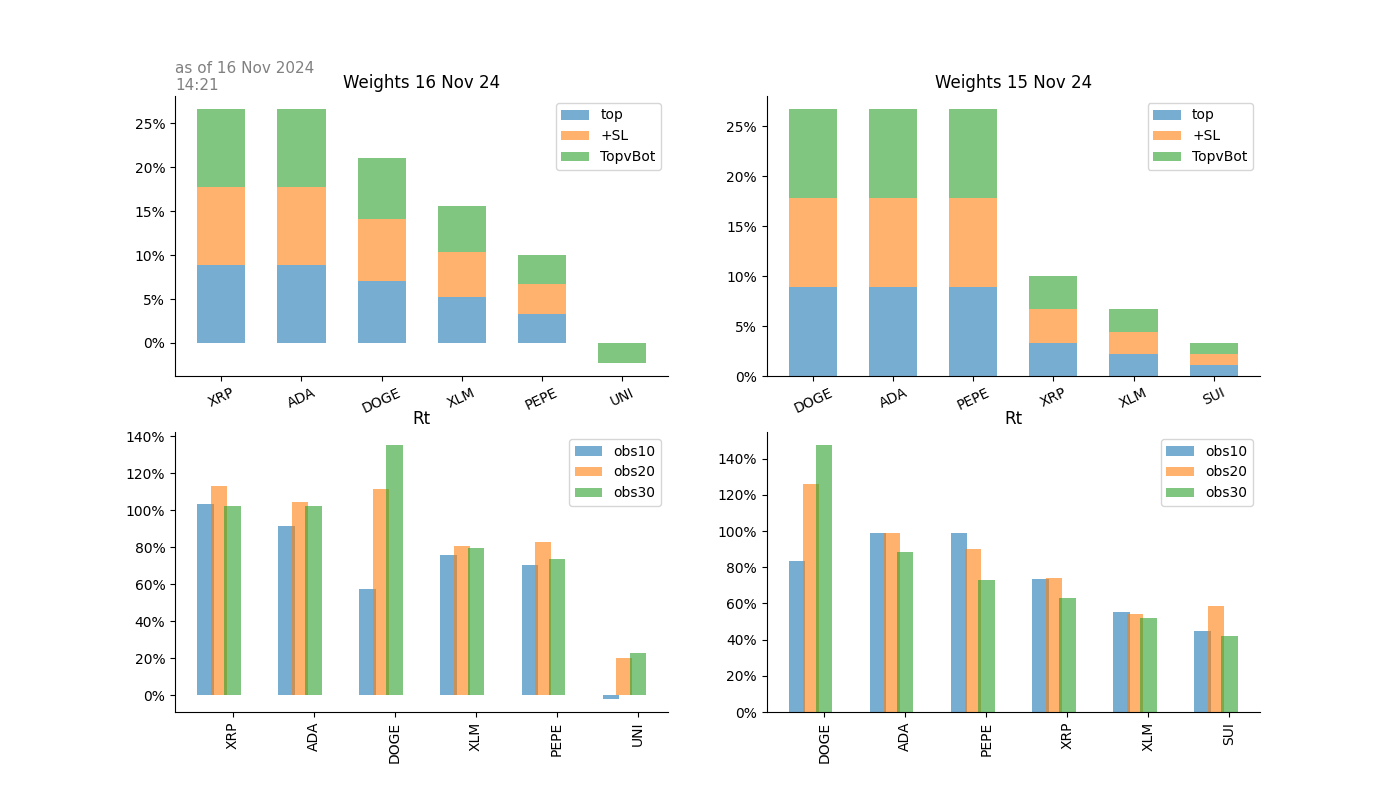 as of 16 Nov 2024
14:21
Weights 16 Nov 24
25%
20%
15%
10%
5%
0%
top
+SL
TopvBot
XRP
ADA
DOGE
XLM
PEPE
UNI
Weights 15 Nov 24
25%
20%
15%
10%
5%
0%
top
+SL
TopvBot
DOGE
ADA
PEPE
XRP
XLM
SUI
Rt
140%
120%
100%
80%
60%
40%
20%
0%
obs10
obs20
obs30
XRP
ADA
DOGE
XLM
PEPE
UNI
Rt
140%
120%
100%
80%
60%
40%
20%
0%
obs10
obs20
obs30
DOGE
ADA
PEPE
XRP
XLM
SUI